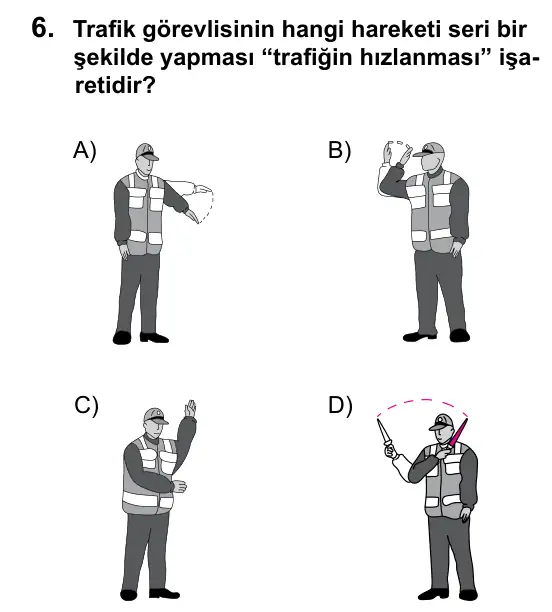 6. Trafik görevlisinin hangi hareketi seri bir
şekilde yapması “trafiğin hızlanması” işa-
retidir?
A)
B)
C)
D)